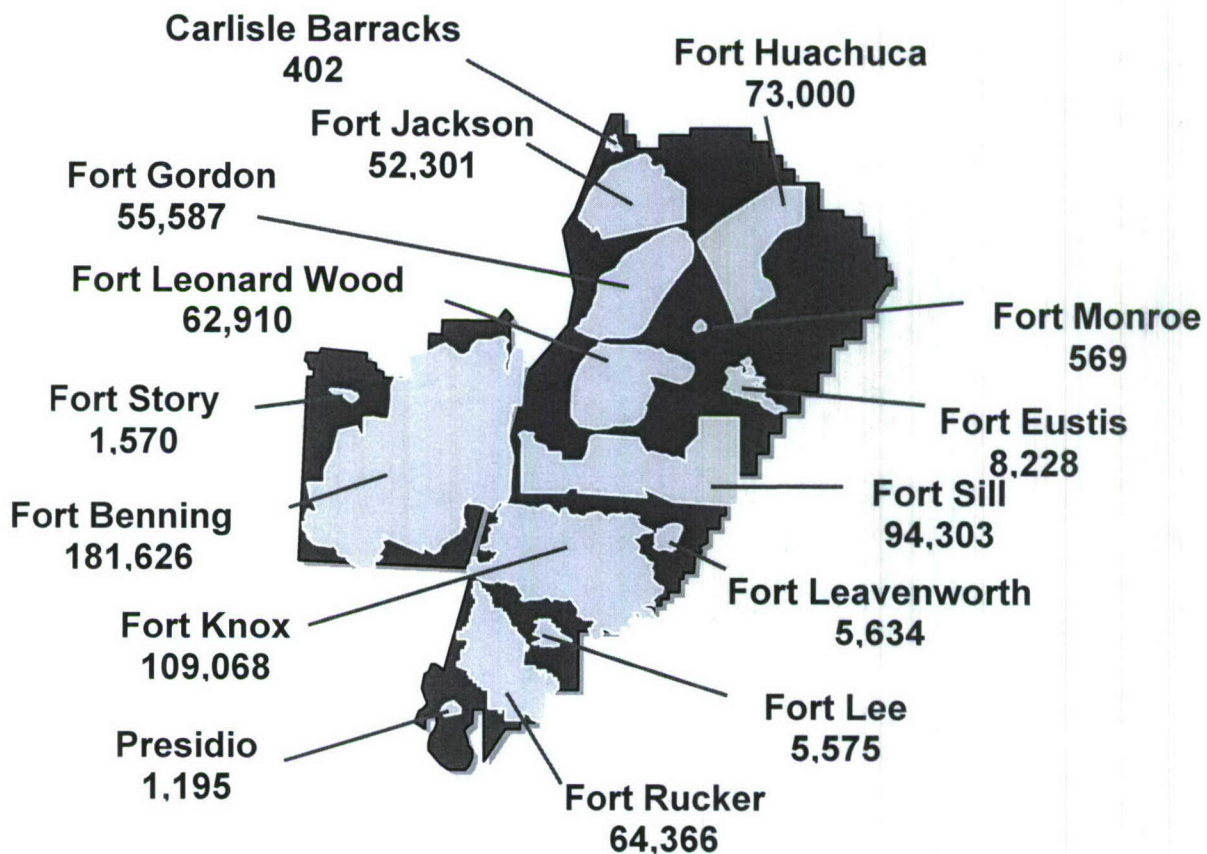 Carlisle Barracks
402
Fort Huachuca
73,000
Fort Jackson
52,301
Fort Gordon
55,587
Fort Leonard Wood
62,910
Fort Monroe
569
Fort Story
1,570
Fort Eustis
8,228
Fort Benning
181,626
Fort Sill
94,303
Fort Leavenworth
5,634
Fort Knox
109,068
Fort Lee
5,575
Presidio
1,195
Fort Rucker
64,366